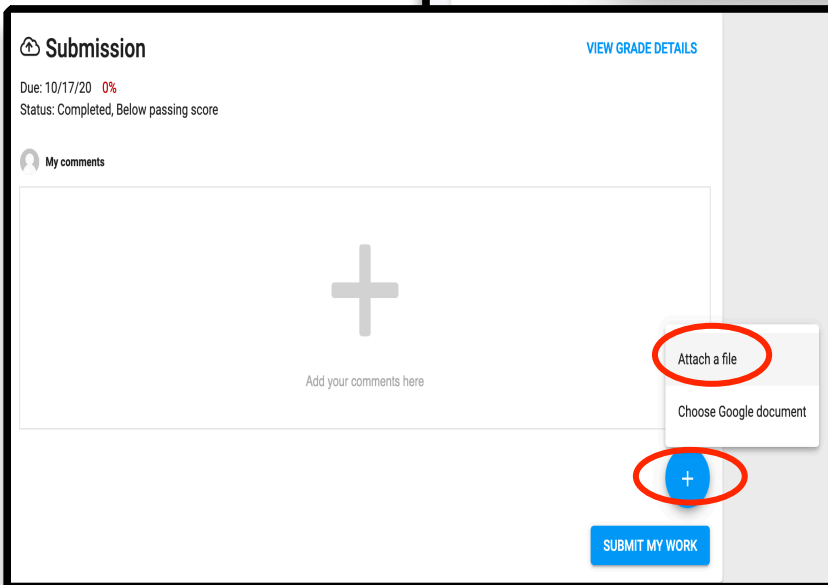 Submission
VIEW GRADE DETAILS
Due: 10/17/20 0%
Status: Completed, Below passing score
My comments
Add your comments here
Attach a file
Choose Google document
+
SUBMIT MY WORK